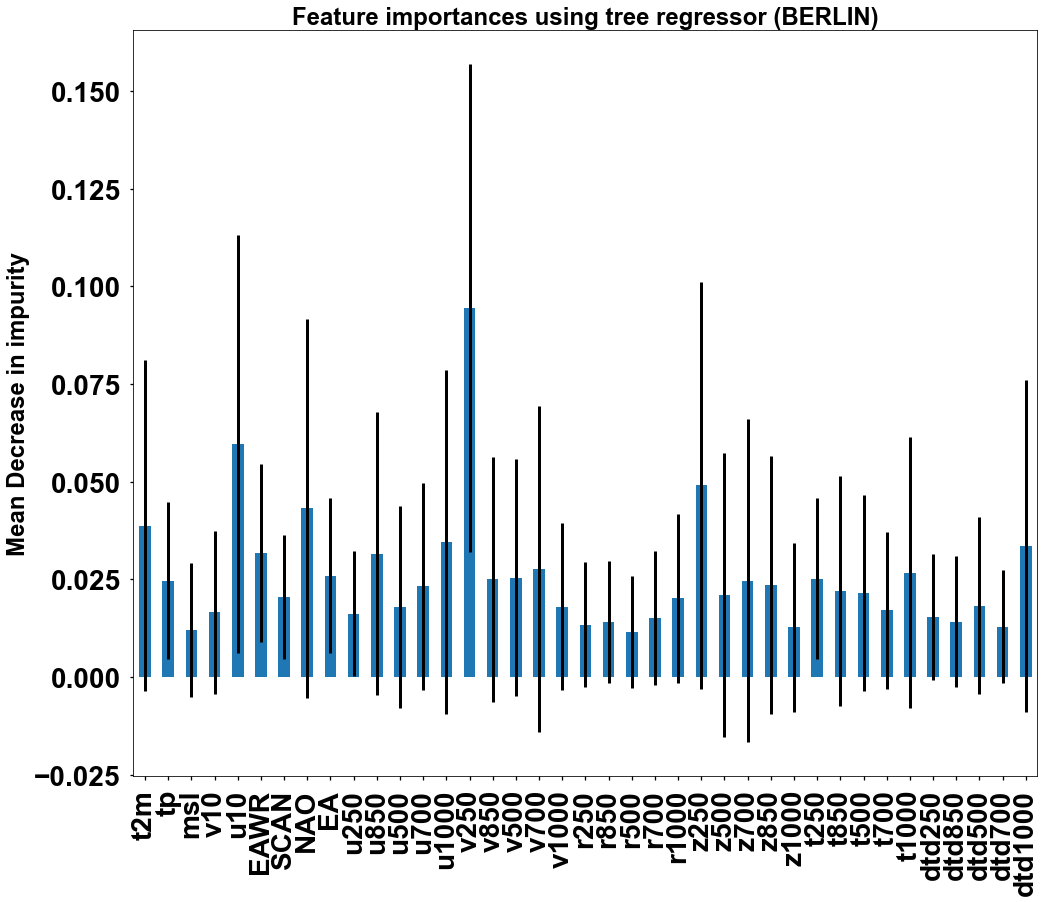 Feature importances using tree regressor (BERLIN)
Mean Decrease in impurity
0.150
0.125
0.100
0.075
0.050
0.025
0.000
−0.025
t2m
tp
msl
v10
u10
EAWR
SCAN
NAO
EA
u250
u850
u500
u700
u1000
v250
v850
v500
v700
v1000
r250
r850
r500
r700
r1000
z250
z500
z700
z850
z1000
t250
t850
t500
t700
t1000
dtd250
dtd850
dtd500
dtd700
dtd1000